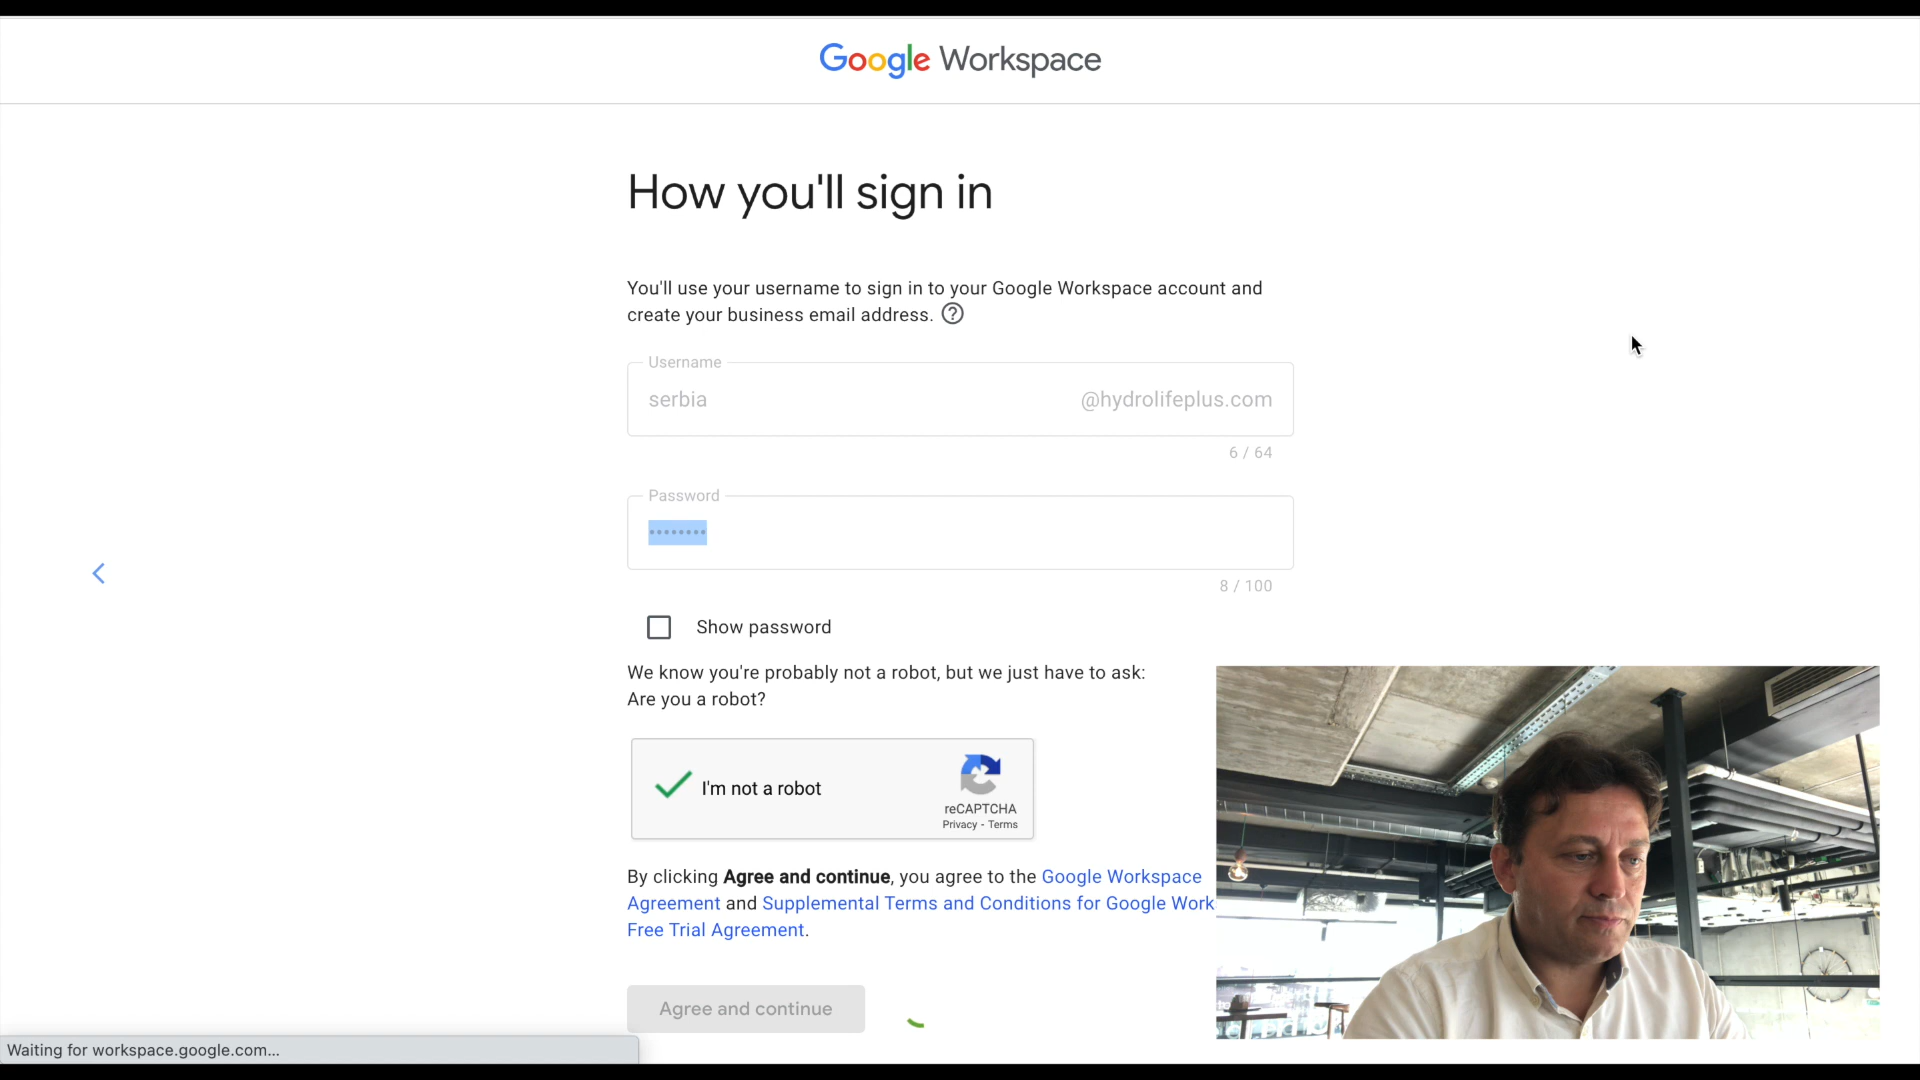 Google Workspace
How you'll sign in
You'll use your username to sign in to your Google Workspace account and
create your business email address.
Username
serbia @hydrolifeplus.com
6 / 64
Password
••••••••
8 / 100
Show password
We know you're probably not a robot, but we just have to ask:
Are you a robot?
I'm not a robot
reCAPTCHA
Privacy - Terms
By clicking Agree and continue, you agree to the Google Workspace
Agreement and Supplemental Terms and Conditions for Google Work
Free Trial Agreement.
Agree and continue
Waiting for workspace.google.com...